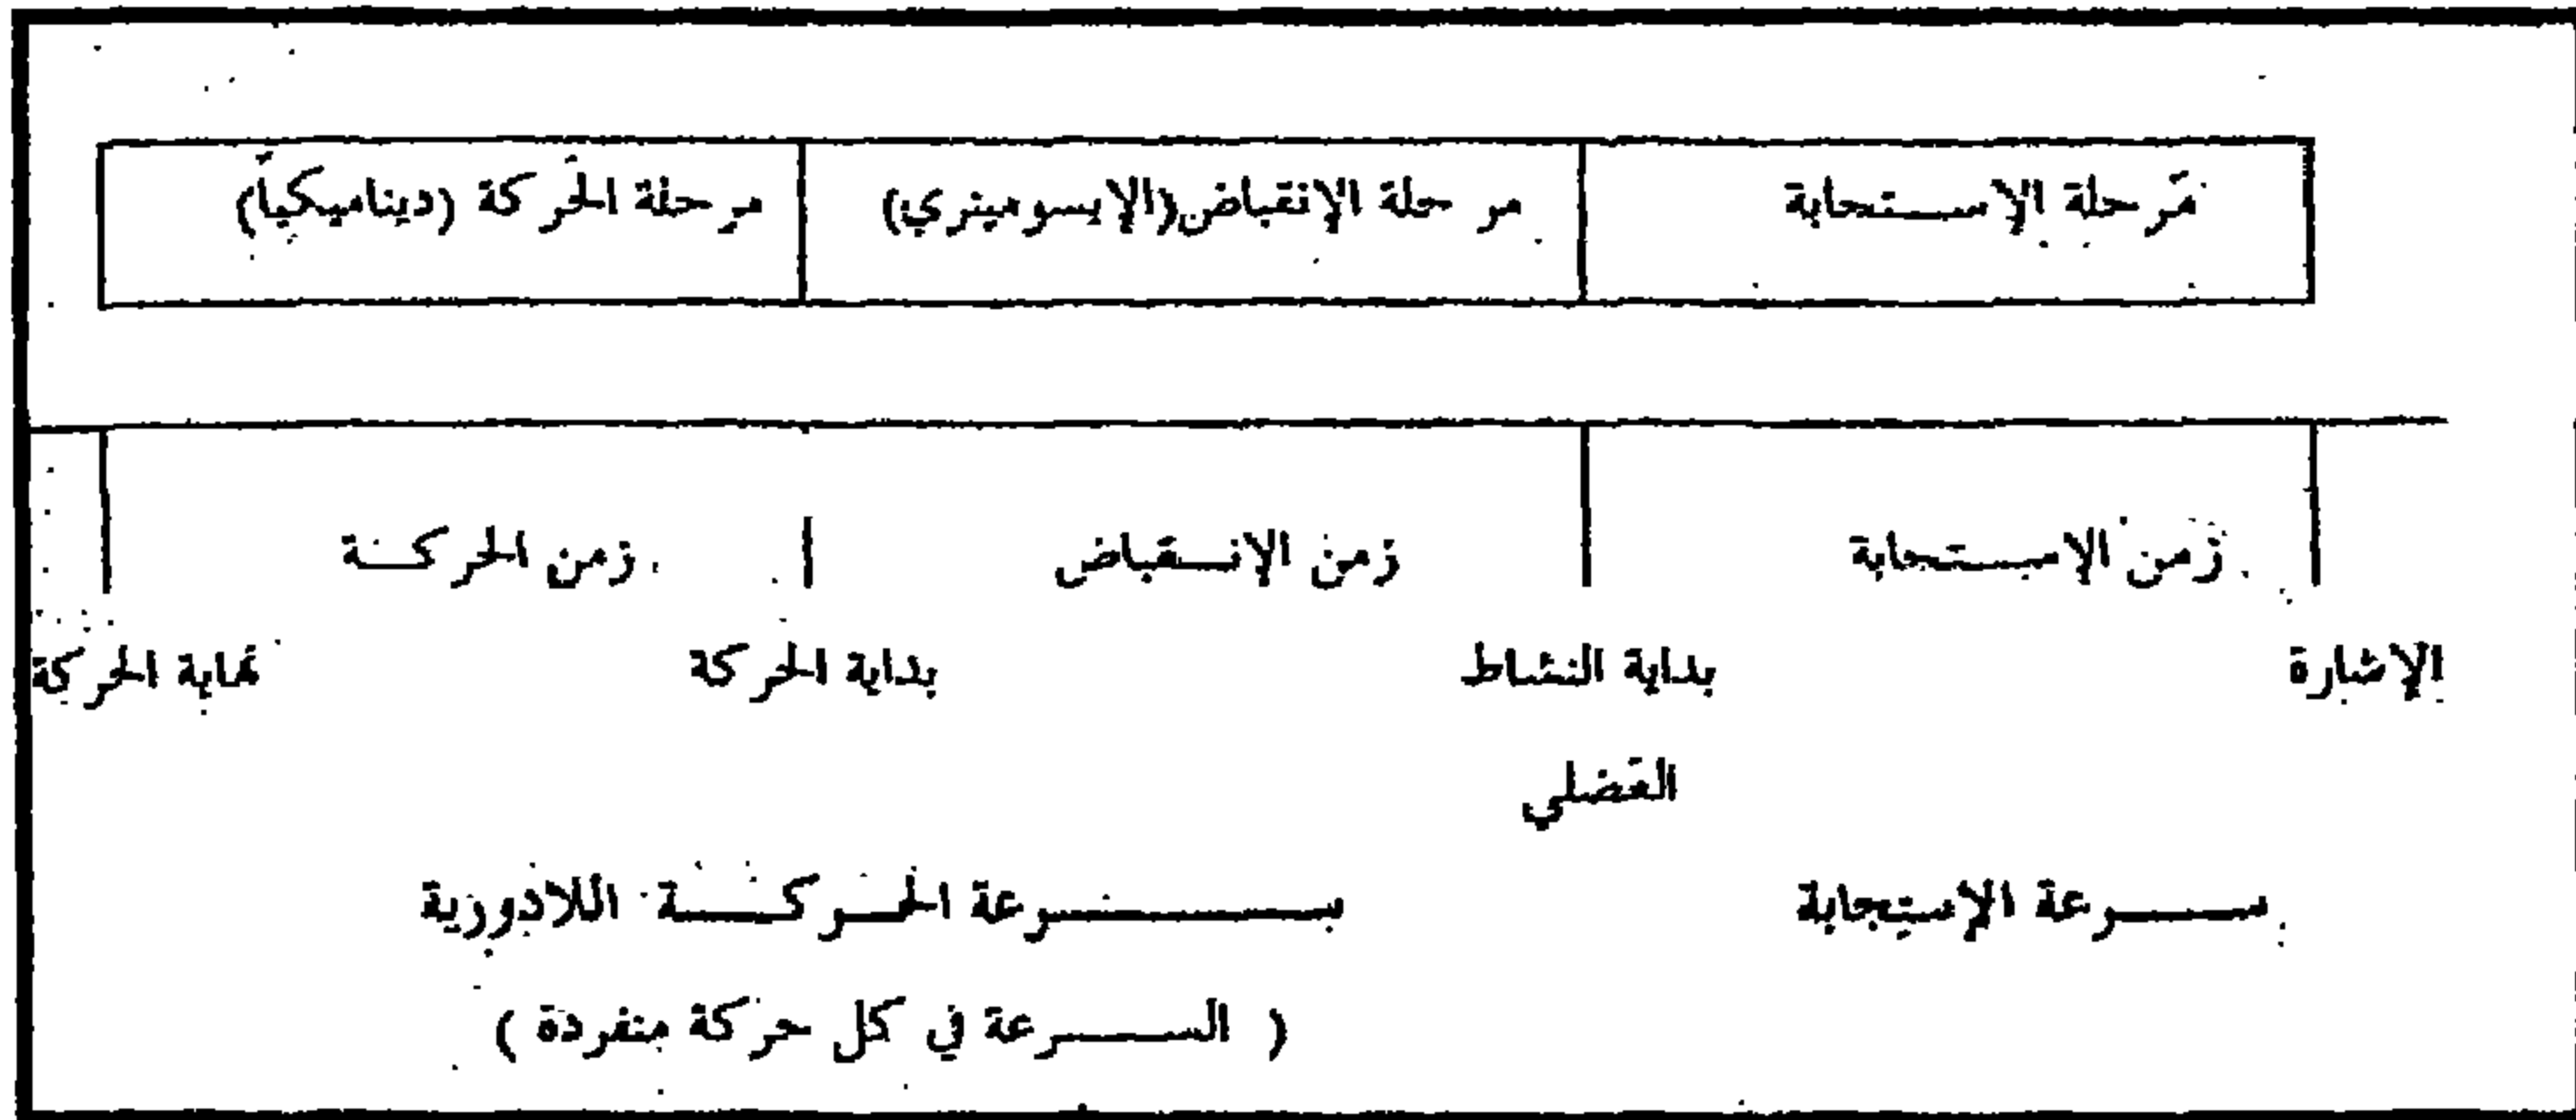 مرحلة الإستجابة مرحلة الإنقباض(الإيسوميتري) مرحلة الحركة (ديناميكياً)
زمن الإستجابة زمن الإنقباض زمن الحركة
الإشارة بداية النشاط بداية الحركة نهاية الحركة
العضلي
سرعة الإستجابة سرعة الحركة اللادورية
( السرعة في كل حركة منفردة )